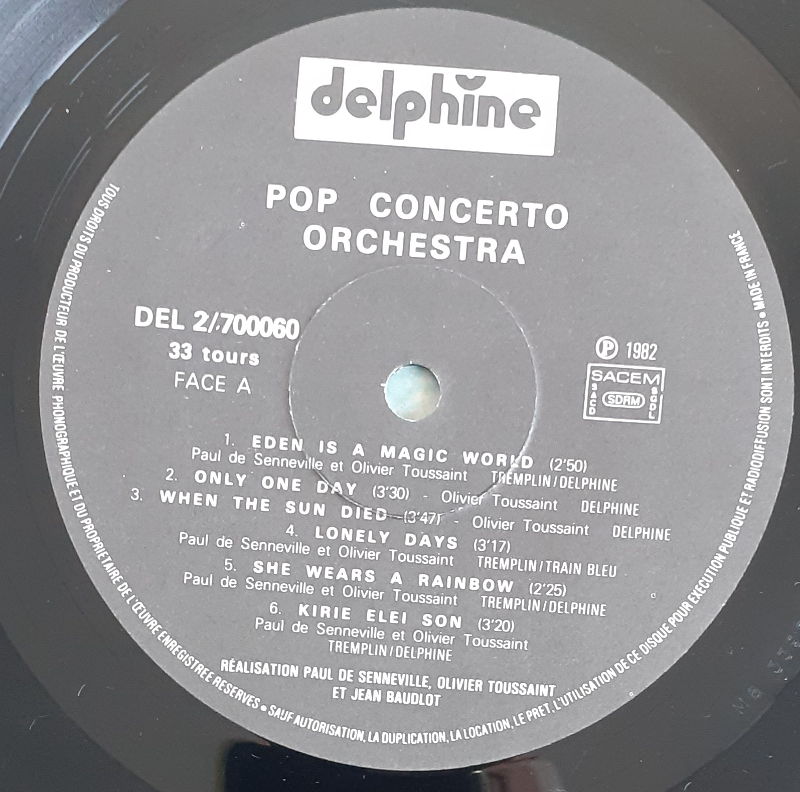 delphine
POP CONCERTO
ORCHESTRA
DEL 2/700060
33 tours
FACE A
Ⓟ 1982
SACEM
SACD
SDRM
SGDL
1. EDEN IS A MAGIC WORLD (2'50)
Paul de Senneville et Olivier Toussaint TREMPLIN/DELPHINE
2. ONLY ONE DAY (3'30) - Olivier Toussaint DELPHINE
3. WHEN THE SUN DIED (3'47) - Olivier Toussaint DELPHINE
4. LONELY DAYS (3'17)
Paul de Senneville et Olivier Toussaint TREMPLIN/TRAIN BLEU
5. SHE WEARS A RAINBOW (2'25)
Paul de Senneville et Olivier Toussaint TREMPLIN/DELPHINE
6. KIRIE ELEI SON (3'20)
Paul de Senneville et Olivier Toussaint
TREMPLIN/DELPHINE
RÉALISATION PAUL DE SENNEVILLE, OLIVIER TOUSSAINT
ET JEAN BAUDLOT
TOUS DROITS DU PRODUCTEUR DE L'ŒUVRE PHONOGRAPHIQUE ET DU PROPRIETAIRE DE L'ŒUVRE ENREGISTREE RESERVES • SAUF AUTORISATION, LA DUPLICATION, LA LOCATION, LE PRET, L'UTILISATION DE CE DISQUE POUR EXECUTION PUBLIQUE ET RADIODIFFUSION SONT INTERDITS • MADE IN FRANCE